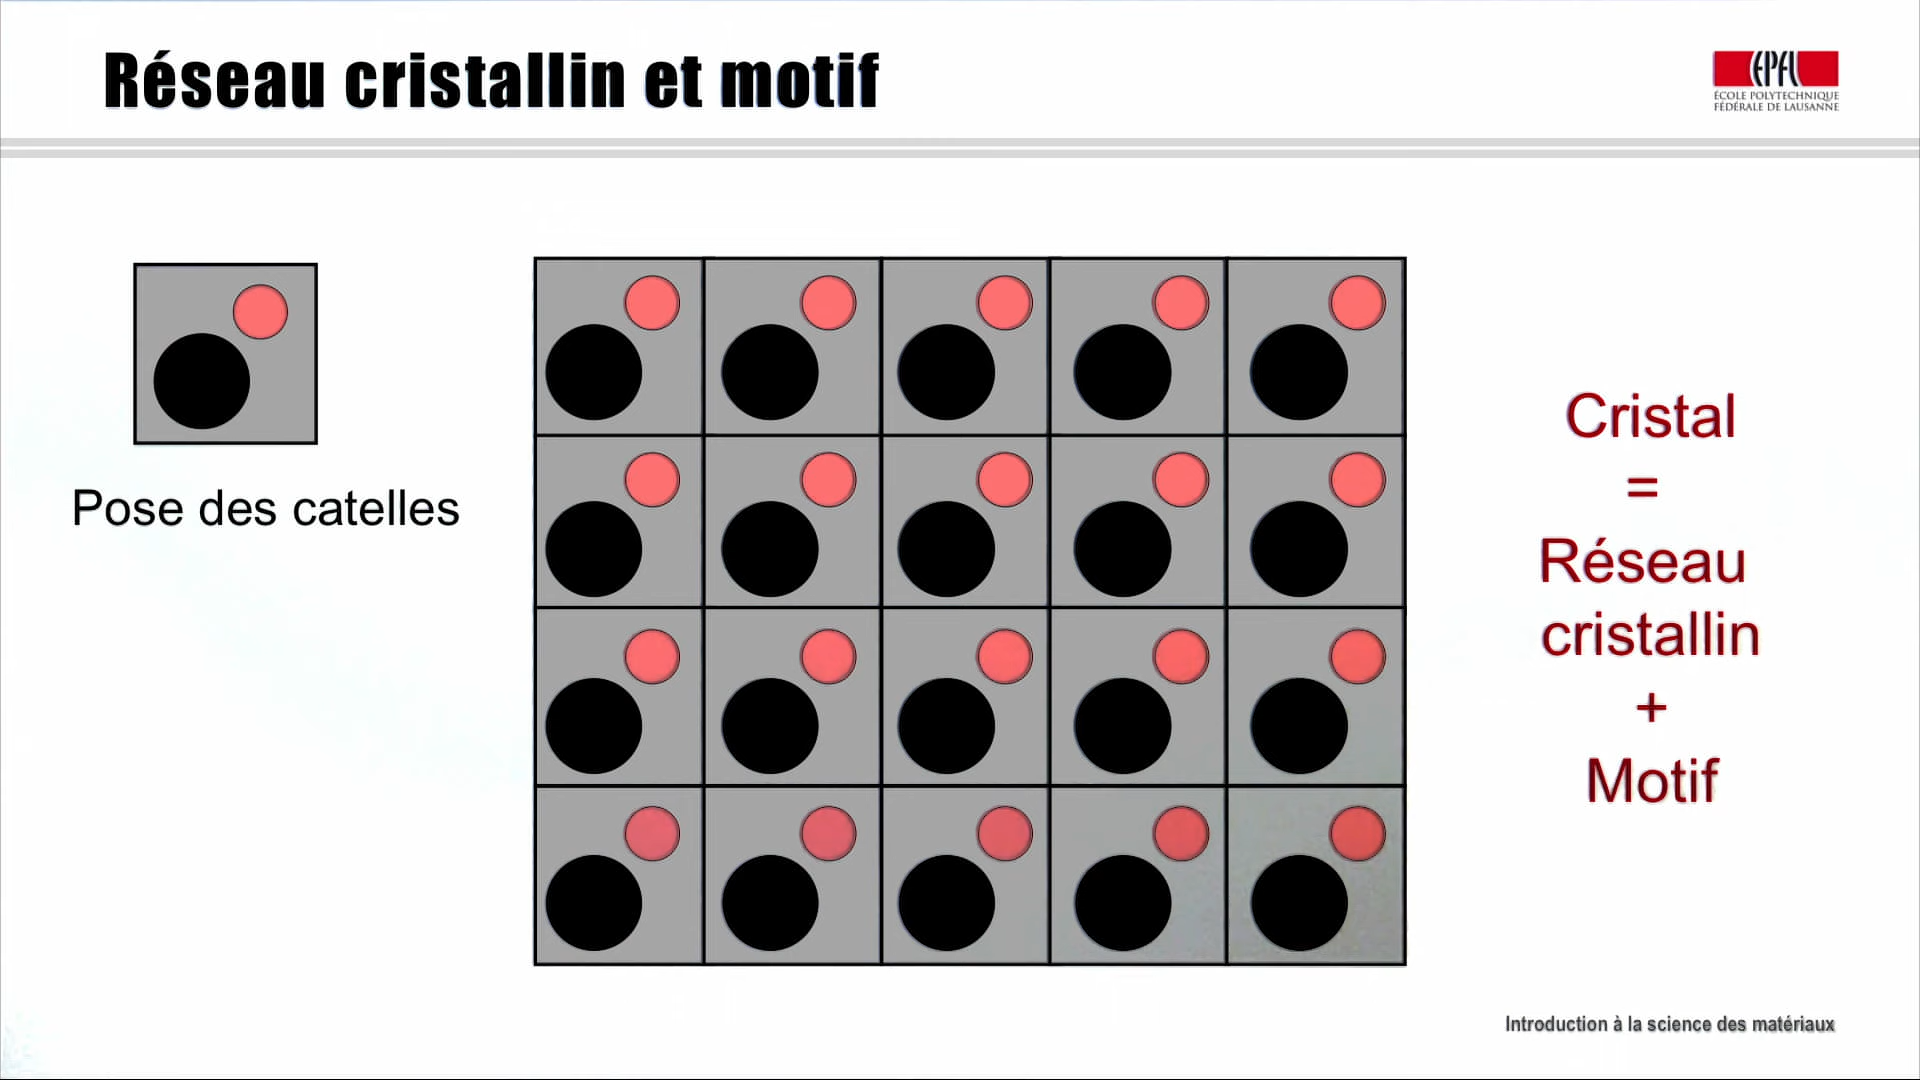 Réseau cristallin et motif
EPFL
ÉCOLE POLYTECHNIQUE
FÉDÉRALE DE LAUSANNE
Pose des catelles
Cristal
=
Réseau
cristallin
+
Motif
Introduction à la science des matériaux